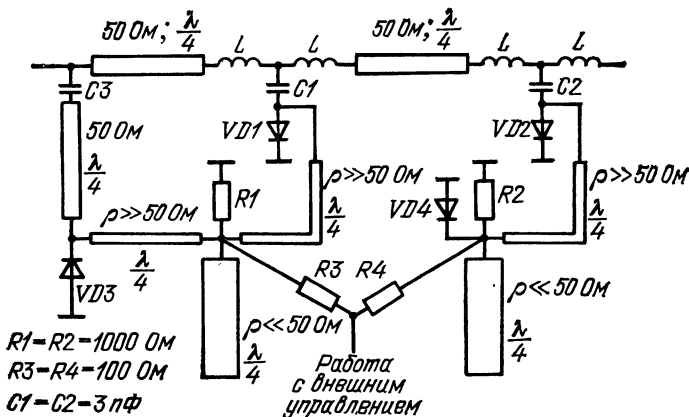 50 Ом; λ/4
L
L
50 Ом; λ/4
L
L
C3
C1
C2
50 Ом
λ/4
VD1
VD2
ρ>>50 Ом
λ/4
R1
VD4
R2
ρ>>50 Ом
λ/4
ρ>>50 Ом
λ/4
VD3
R3
R4
ρ<<50 Ом
λ/4
ρ<<50 Ом
λ/4
R1=R2=1000 Ом
R3=R4=100 Ом
C1=C2=3 пФ
Работа
с внешним
управлением